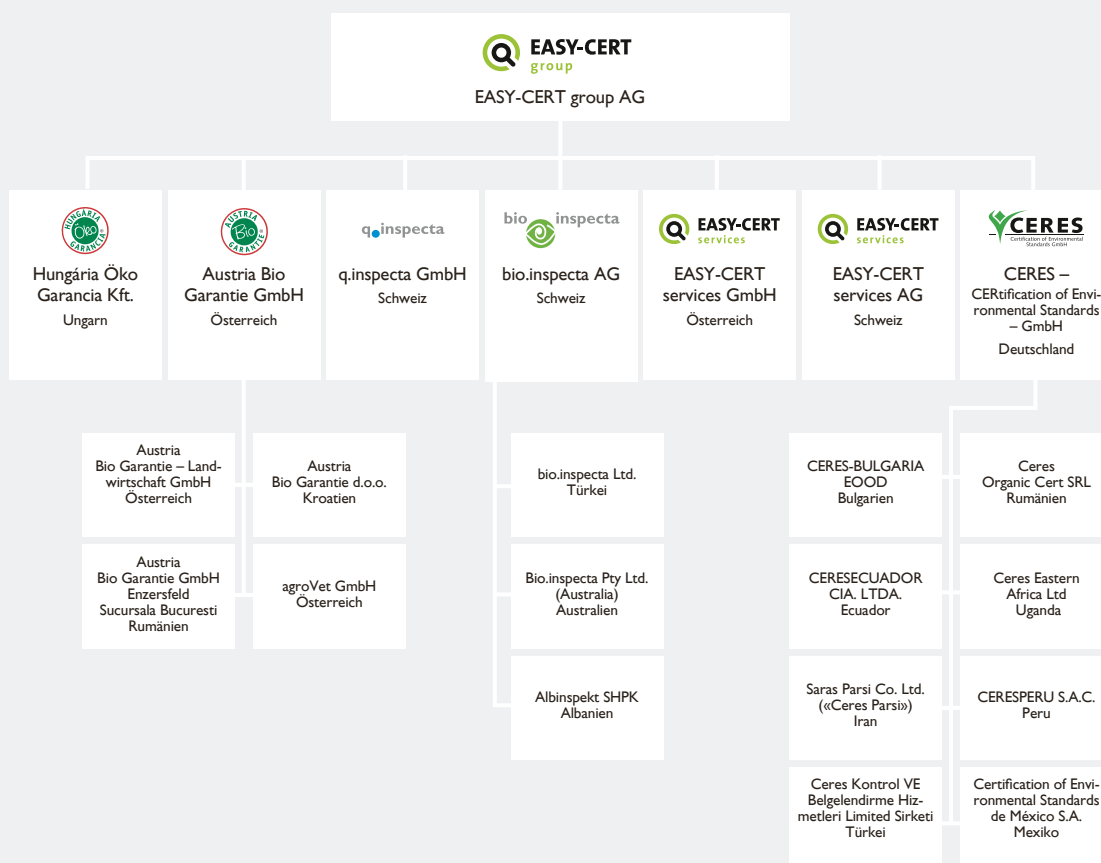 EASY-CERT
group
EASY-CERT group AG
HUNGÁRIA
Öko
GARANCIA
Hungária Öko
Garancia Kft.
Ungarn
AUSTRIA
Bio
GARANTIE
Austria Bio
Garantie GmbH
Österreich
q.inspecta
q.inspecta GmbH
Schweiz
bio inspecta
bio.inspecta AG
Schweiz
EASY-CERT
services
EASY-CERT
services GmbH
Österreich
EASY-CERT
services
EASY-CERT
services AG
Schweiz
CERES
Certification of Environmental
Standards GmbH
CERES –
CERtification of Envi-
ronmental Standards
– GmbH
Deutschland
Austria
Bio Garantie – Land-
wirtschaft GmbH
Österreich
Austria
Bio Garantie d.o.o.
Kroatien
Austria
Bio Garantie GmbH
Enzersfeld
Sucursala Bucuresti
Rumänien
agroVet GmbH
Österreich
bio.inspecta Ltd.
Türkei
Bio.inspecta Pty Ltd.
(Australia)
Australien
Albinspekt SHPK
Albanien
CERES-BULGARIA
EOOD
Bulgarien
Ceres
Organic Cert SRL
Rumänien
CERESECUADOR
CIA. LTDA.
Ecuador
Ceres Eastern
Africa Ltd
Uganda
Saras Parsi Co. Ltd.
(«Ceres Parsi»)
Iran
CERESPERU S.A.C.
Peru
Ceres Kontrol VE
Belgelendirme Hiz-
metleri Limited Sirketi
Türkei
Certification of Envi-
ronmental Standards
de México S.A.
Mexiko